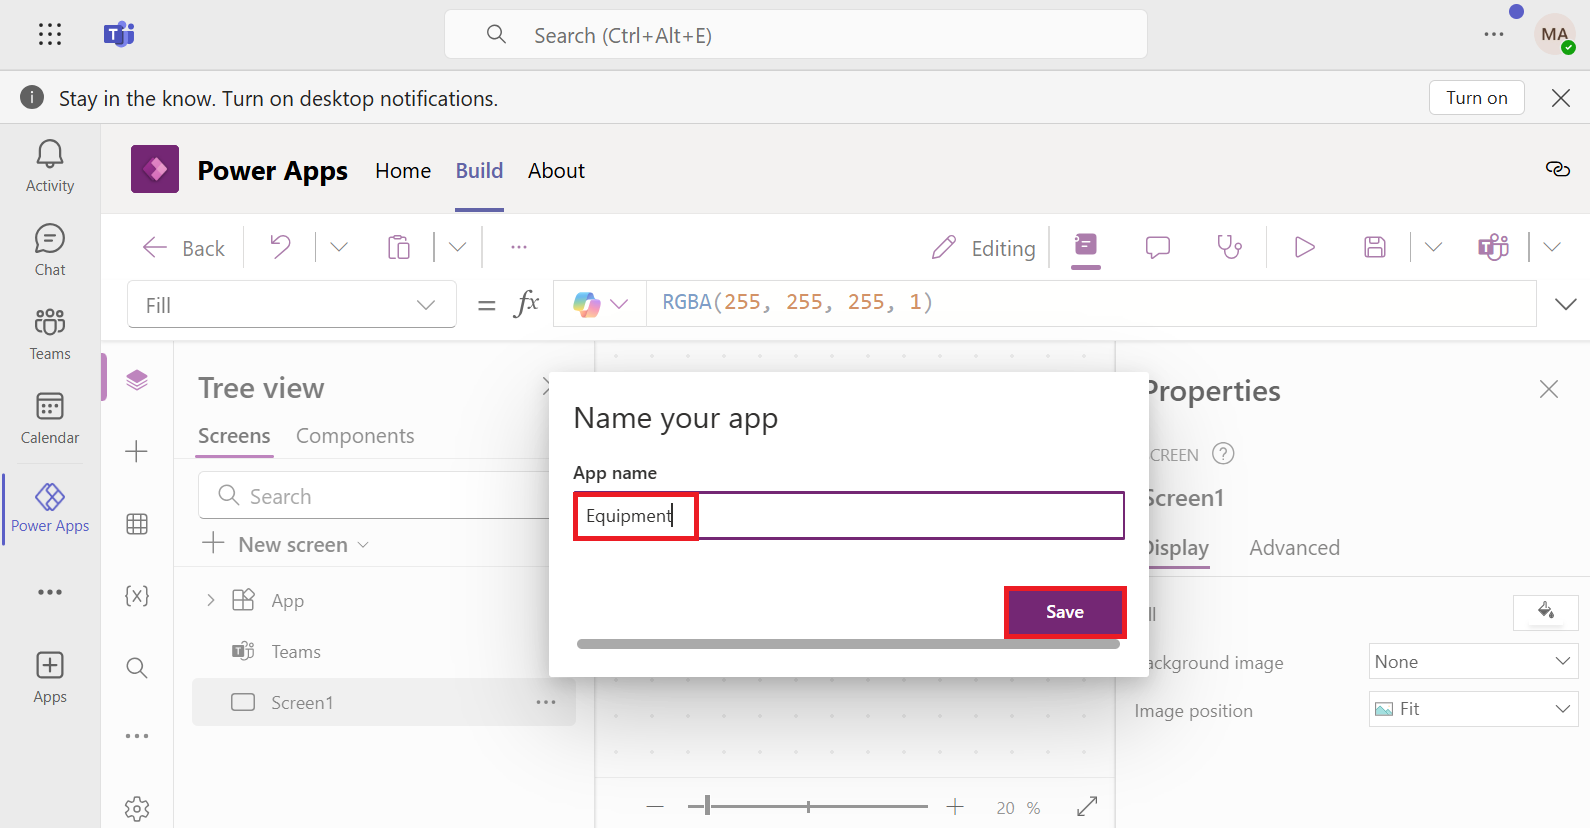 Search (Ctrl+Alt+E)
MA
Stay in the know. Turn on desktop notifications.
Turn on
Activity
Chat
Teams
Calendar
Power Apps
Apps
Power Apps
Home
Build
About
Back
Editing
Fill
= fx
RGBA(255, 255, 255, 1)
Tree view
Screens
Components
Search
New screen
App
Teams
Screen1
Name your app
App name
Equipment
Save
20 %
Properties
CREEN
Screen1
Display
Advanced
ll
ackground image
None
Image position
Fit